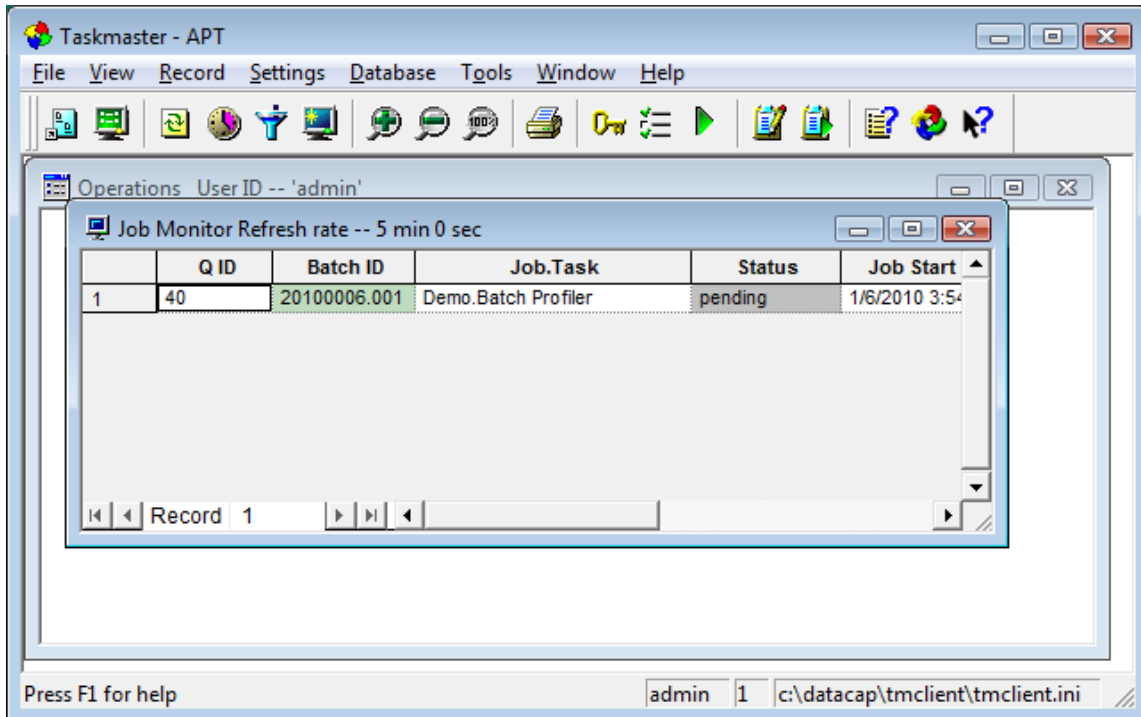 Taskmaster - APT
File View Record Settings Database Tools Window Help
100%
Operations User ID -- 'admin'
Job Monitor Refresh rate -- 5 min 0 sec
Q ID Batch ID Job.Task Status Job Start
1 40 20100006.001 Demo.Batch Profiler pending 1/6/2010 3:54
Record 1
Press F1 for help admin 1 c:\datacap\tmclient\tmclient.ini